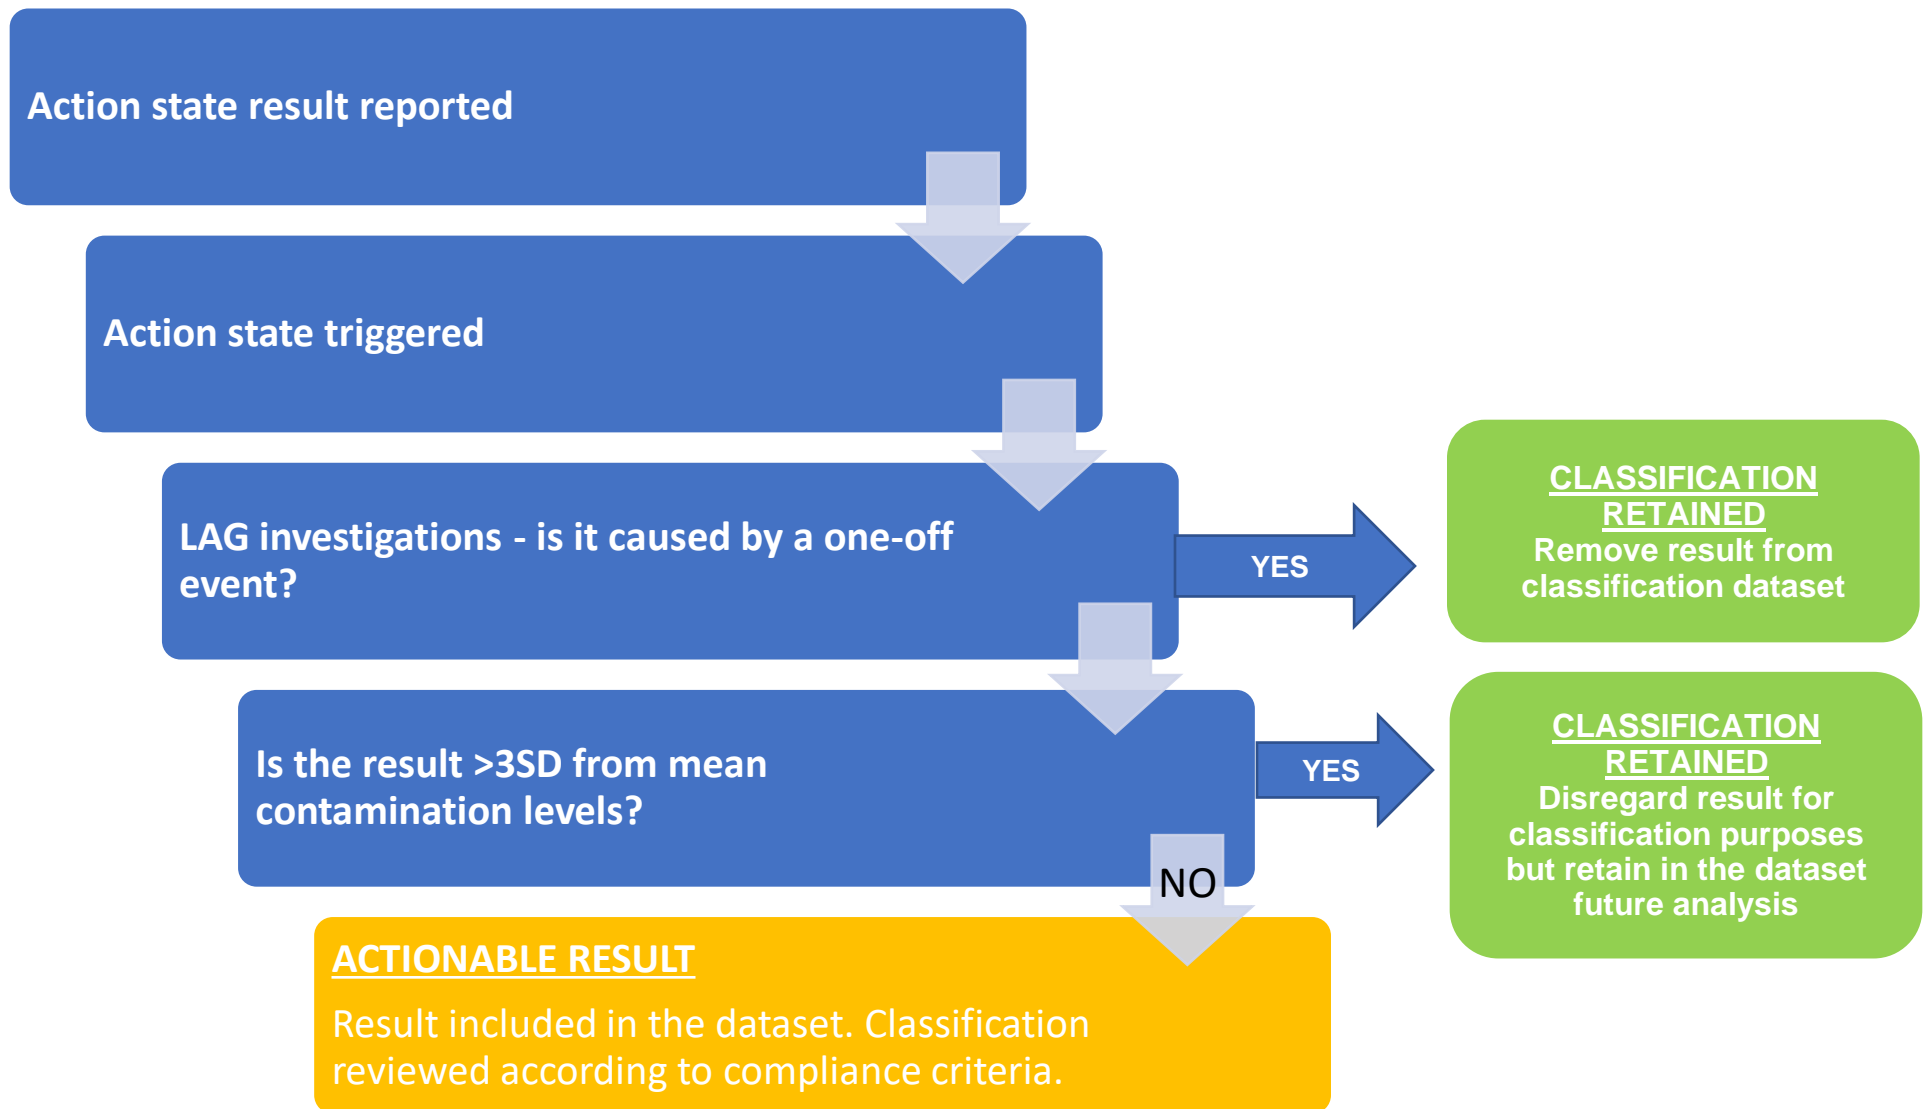 Action state result reported
Action state triggered
LAG investigations - is it caused by a one-off
event?
YES
CLASSIFICATION
RETAINED
Remove result from
classification dataset
Is the result >3SD from mean
contamination levels?
YES
CLASSIFICATION
RETAINED
Disregard result for
classification purposes
but retain in the dataset
future analysis
NO
ACTIONABLE RESULT
Result included in the dataset. Classification
reviewed according to compliance criteria.